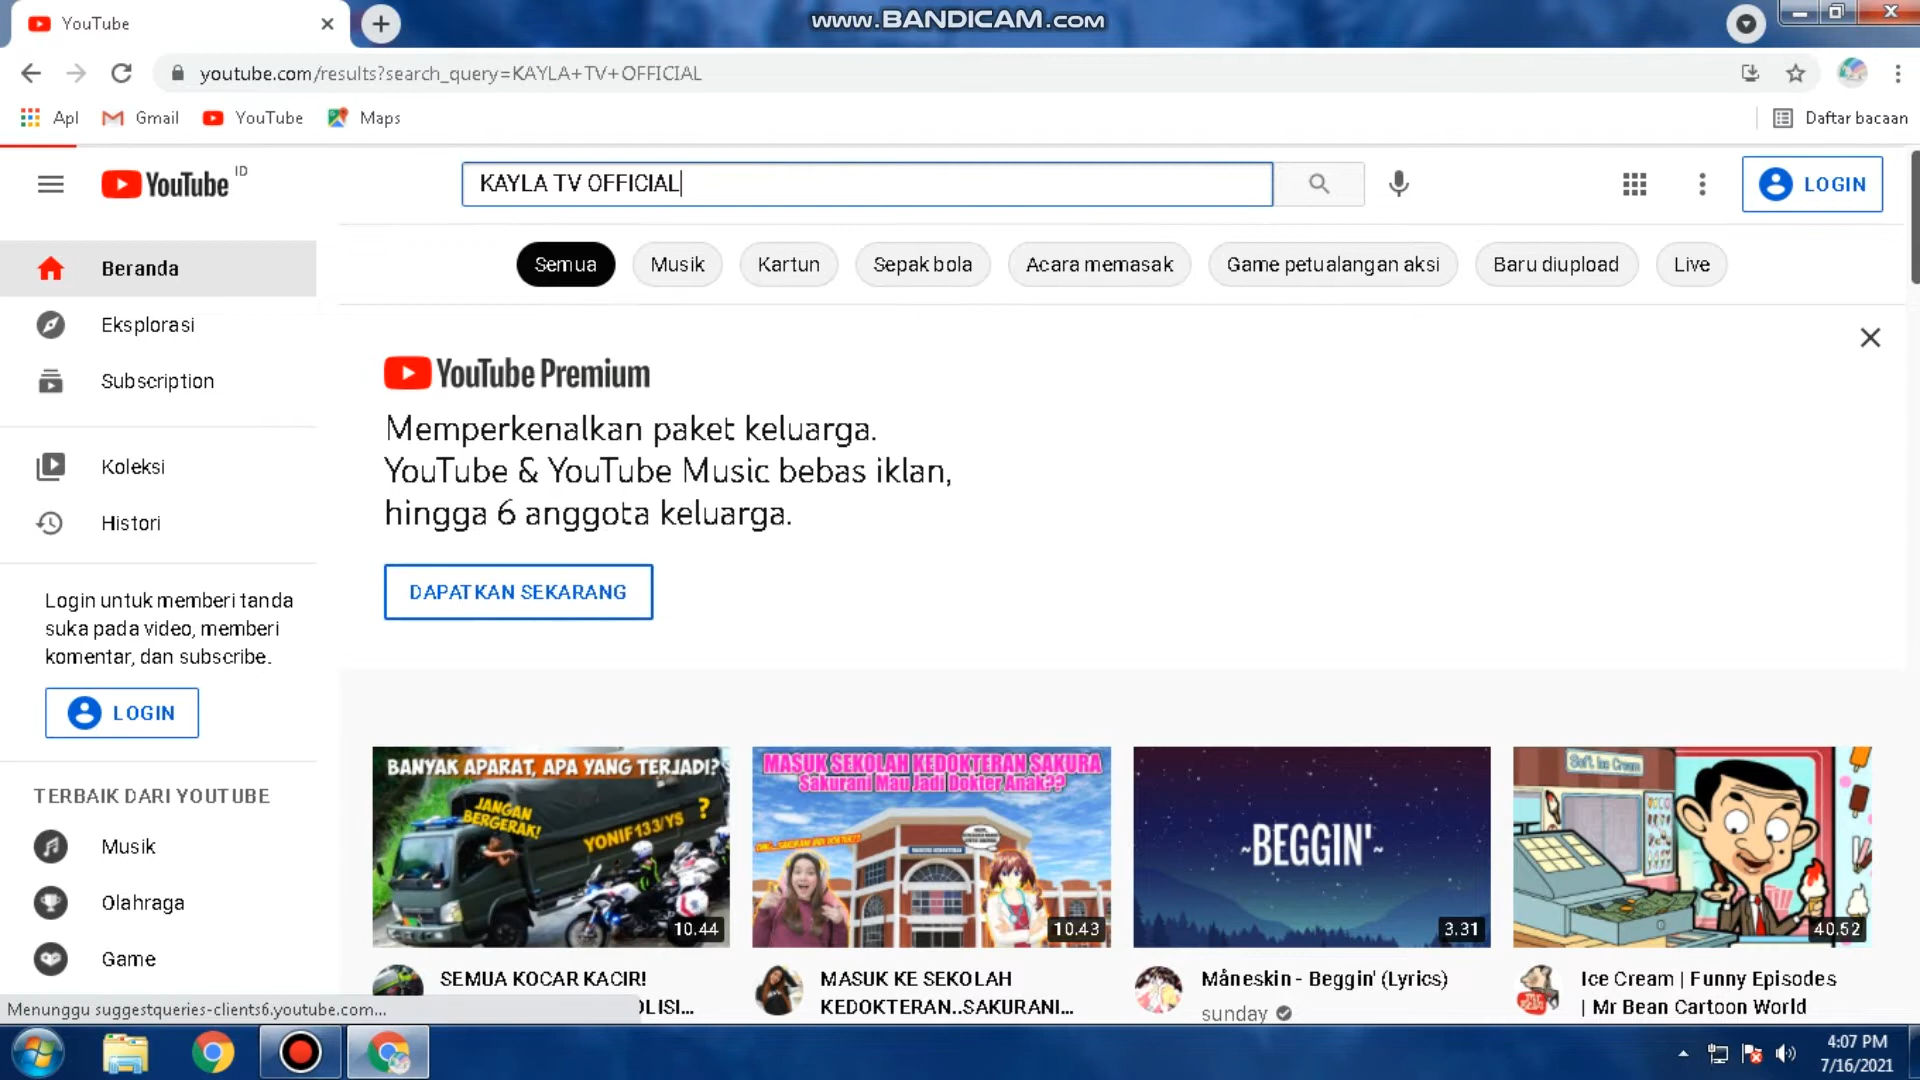 YouTube
www.BANDICAM.com
youtube.com/results?search_query=KAYLA+TV+OFFICIAL
Apl
Gmail
YouTube
Maps
Daftar bacaan
YouTube ID
KAYLA TV OFFICIAL
LOGIN
Semua
Musik
Kartun
Sepak bola
Acara memasak
Game petualangan aksi
Baru diupload
Live
Beranda
Eksplorasi
Subscription
Koleksi
Histori
Login untuk memberi tanda
suka pada video, memberi
komentar, dan subscribe.
LOGIN
TERBAIK DARI YOUTUBE
Musik
Olahraga
Game
YouTube Premium
Memperkenalkan paket keluarga.
YouTube & YouTube Music bebas iklan,
hingga 6 anggota keluarga.
DAPATKAN SEKARANG
BANYAK APARAT, APA YANG TERJADI?
JANGAN
BERGERAK!
YONIF 133/YS
?
10.44
SEMUA KOCAR KACIR!
OLISI...
MASUK SEKOLAH KEDOKTERAN SAKURA
Sakurani Mau Jadi Dokter Anak??
10.43
MASUK KE SEKOLAH
KEDOKTERAN..SAKURANI...
~BEGGIN'~
3.31
Måneskin - Beggin' (Lyrics)
sunday
Soft Ice Cream
40.52
Ice Cream | Funny Episodes
| Mr Bean Cartoon World
Menunggu suggestqueries-clients6.youtube.com...
4:07 PM
7/16/2021